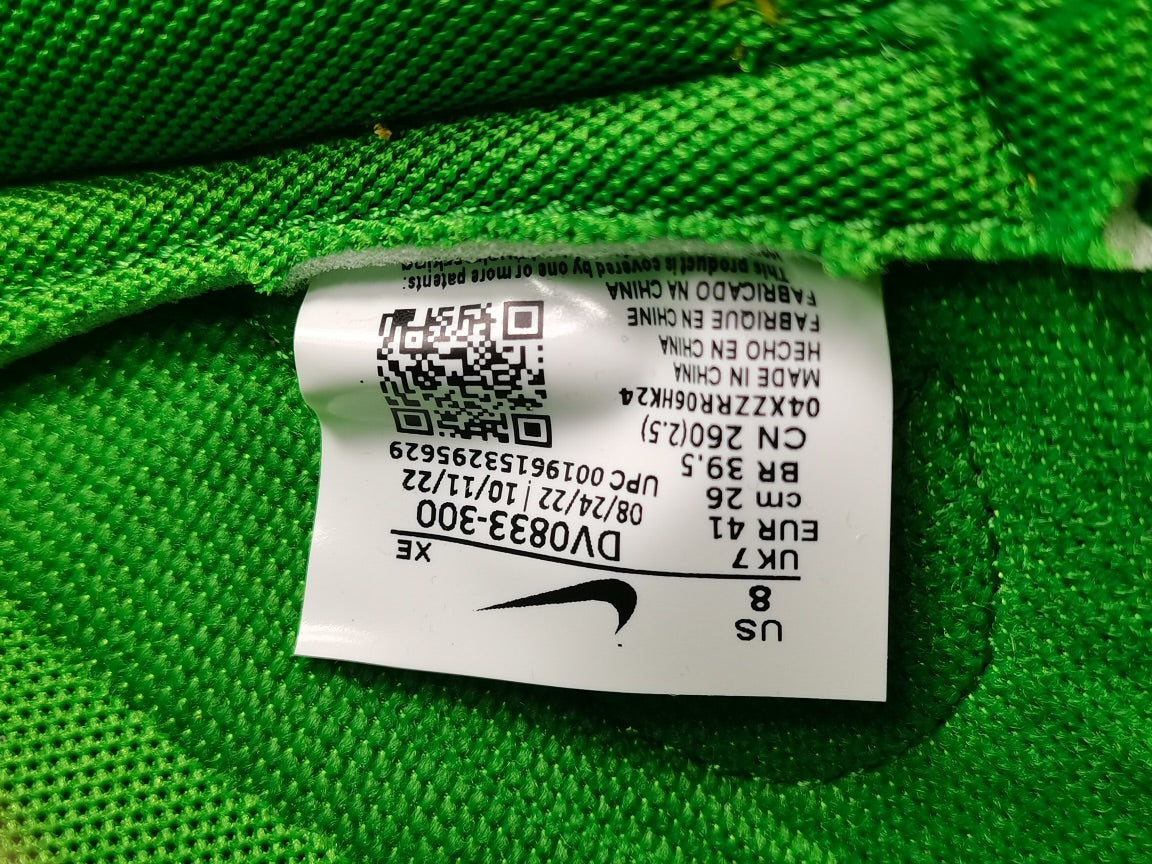 US
8
XE
UK 7
EUR 41
cm 26
BR 39.5
CN 260(2.5)
DV0833-300
08/24/22 | 10/11/22
UPC 00196153295629
04XZZRR06HK24
MADE IN CHINA
HECHO EN CHINA
FABRIQUE EN CHINE
FABRICADO NA CHINA
This product is covered by one or more patents: